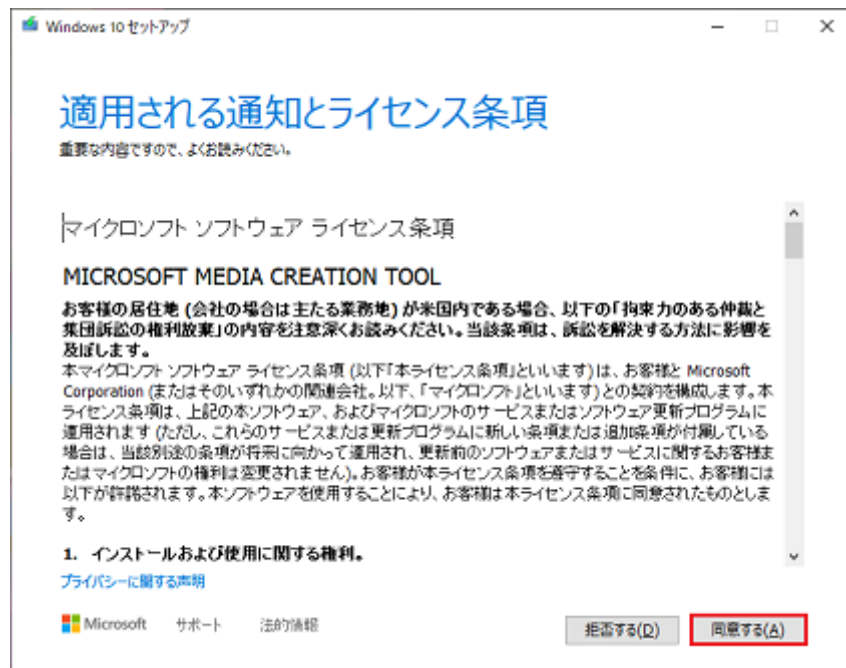 Windows 10 セットアップ
適用される通知とライセンス条項
重要な内容ですので、よくお読みください。
マイクロソフト ソフトウェア ライセンス条項
MICROSOFT MEDIA CREATION TOOL
お客様の居住地 (会社の場合は主たる業務地) が米国内である場合、以下の「拘束力のある仲裁と
集団訴訟の権利放棄」の内容を注意深くお読みください。当該条項は、訴訟を解決する方法に影響を
及ぼします。
本マイクロソフト ソフトウェア ライセンス条項 (以下「本ライセンス条項」といいます) は、お客様と Microsoft
Corporation (またはそのいずれかの関連会社。以下、「マイクロソフト」といいます) との契約を構成します。本
ライセンス条項は、上記の本ソフトウェア、およびマイクロソフトのサービスまたはソフトウェア更新プログラムに
適用されます (ただし、これらのサービスまたは更新プログラムに新しい条項または追加条項が付属している
場合は、当該別途の条項が将来に向かって適用され、更新前のソフトウェアまたはサービスに関するお客様ま
たはマイクロソフトの権利は変更されません)。お客様が本ライセンス条項を遵守することを条件に、お客様には
以下が許諾されます。本ソフトウェアを使用することにより、お客様は本ライセンス条項に同意されたものとしま
す。
1. インストールおよび使用に関する権利。
プライバシーに関する声明
Microsoft サポート 法的情報 拒否する(D) 同意する(A)